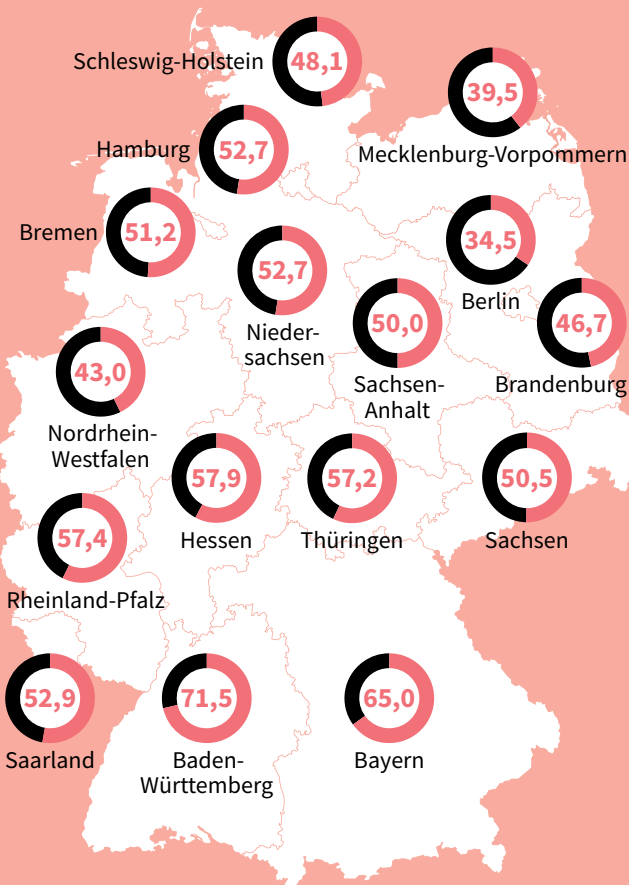 Schleswig-Holstein
48,1
39,5
Mecklenburg-Vorpommern
Hamburg
52,7
Bremen
51,2
34,5
Berlin
52,7
Nieder-
sachsen
50,0
Sachsen-
Anhalt
46,7
Brandenburg
43,0
Nordrhein-
Westfalen
57,9
Hessen
57,2
Thüringen
50,5
Sachsen
57,4
Rheinland-Pfalz
52,9
Saarland
71,5
Baden-
Württemberg
65,0
Bayern